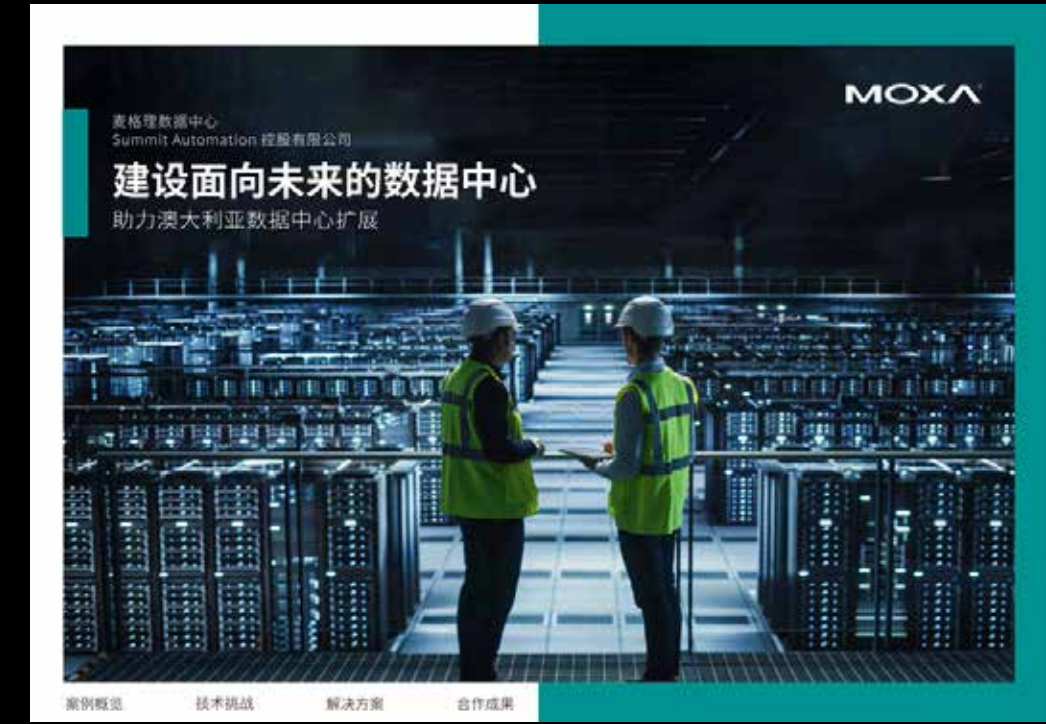 MOXA
麦格理数据中心
Summit Automation 控股有限公司
建设面向未来的数据中心
助力澳大利亚数据中心扩展
案例概览 技术挑战 解决方案 合作成果